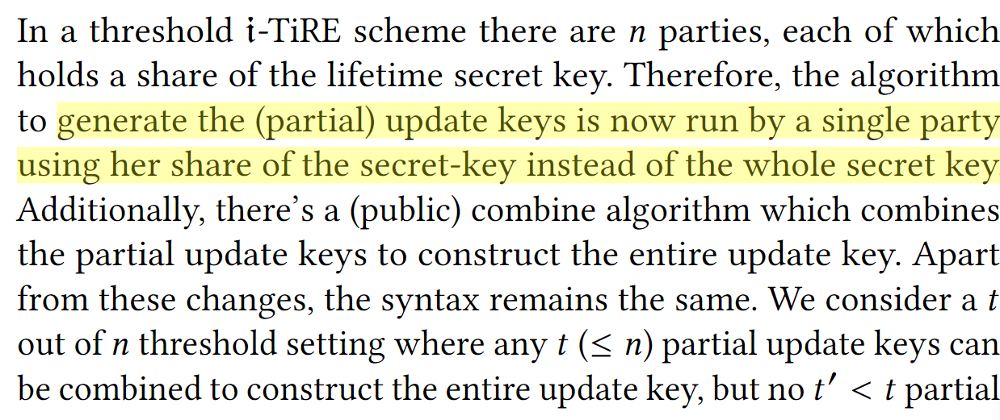 In a threshold i-TiRE scheme there are n parties, each of which
holds a share of the lifetime secret key. Therefore, the algorithm
to generate the (partial) update keys is now run by a single party
using her share of the secret-key instead of the whole secret key
Additionally, there's a (public) combine algorithm which combines
the partial update keys to construct the entire update key. Apart
from these changes, the syntax remains the same. We consider a t
out of n threshold setting where any t (≤ n) partial update keys can
be combined to construct the entire update key, but no t′ < t partial